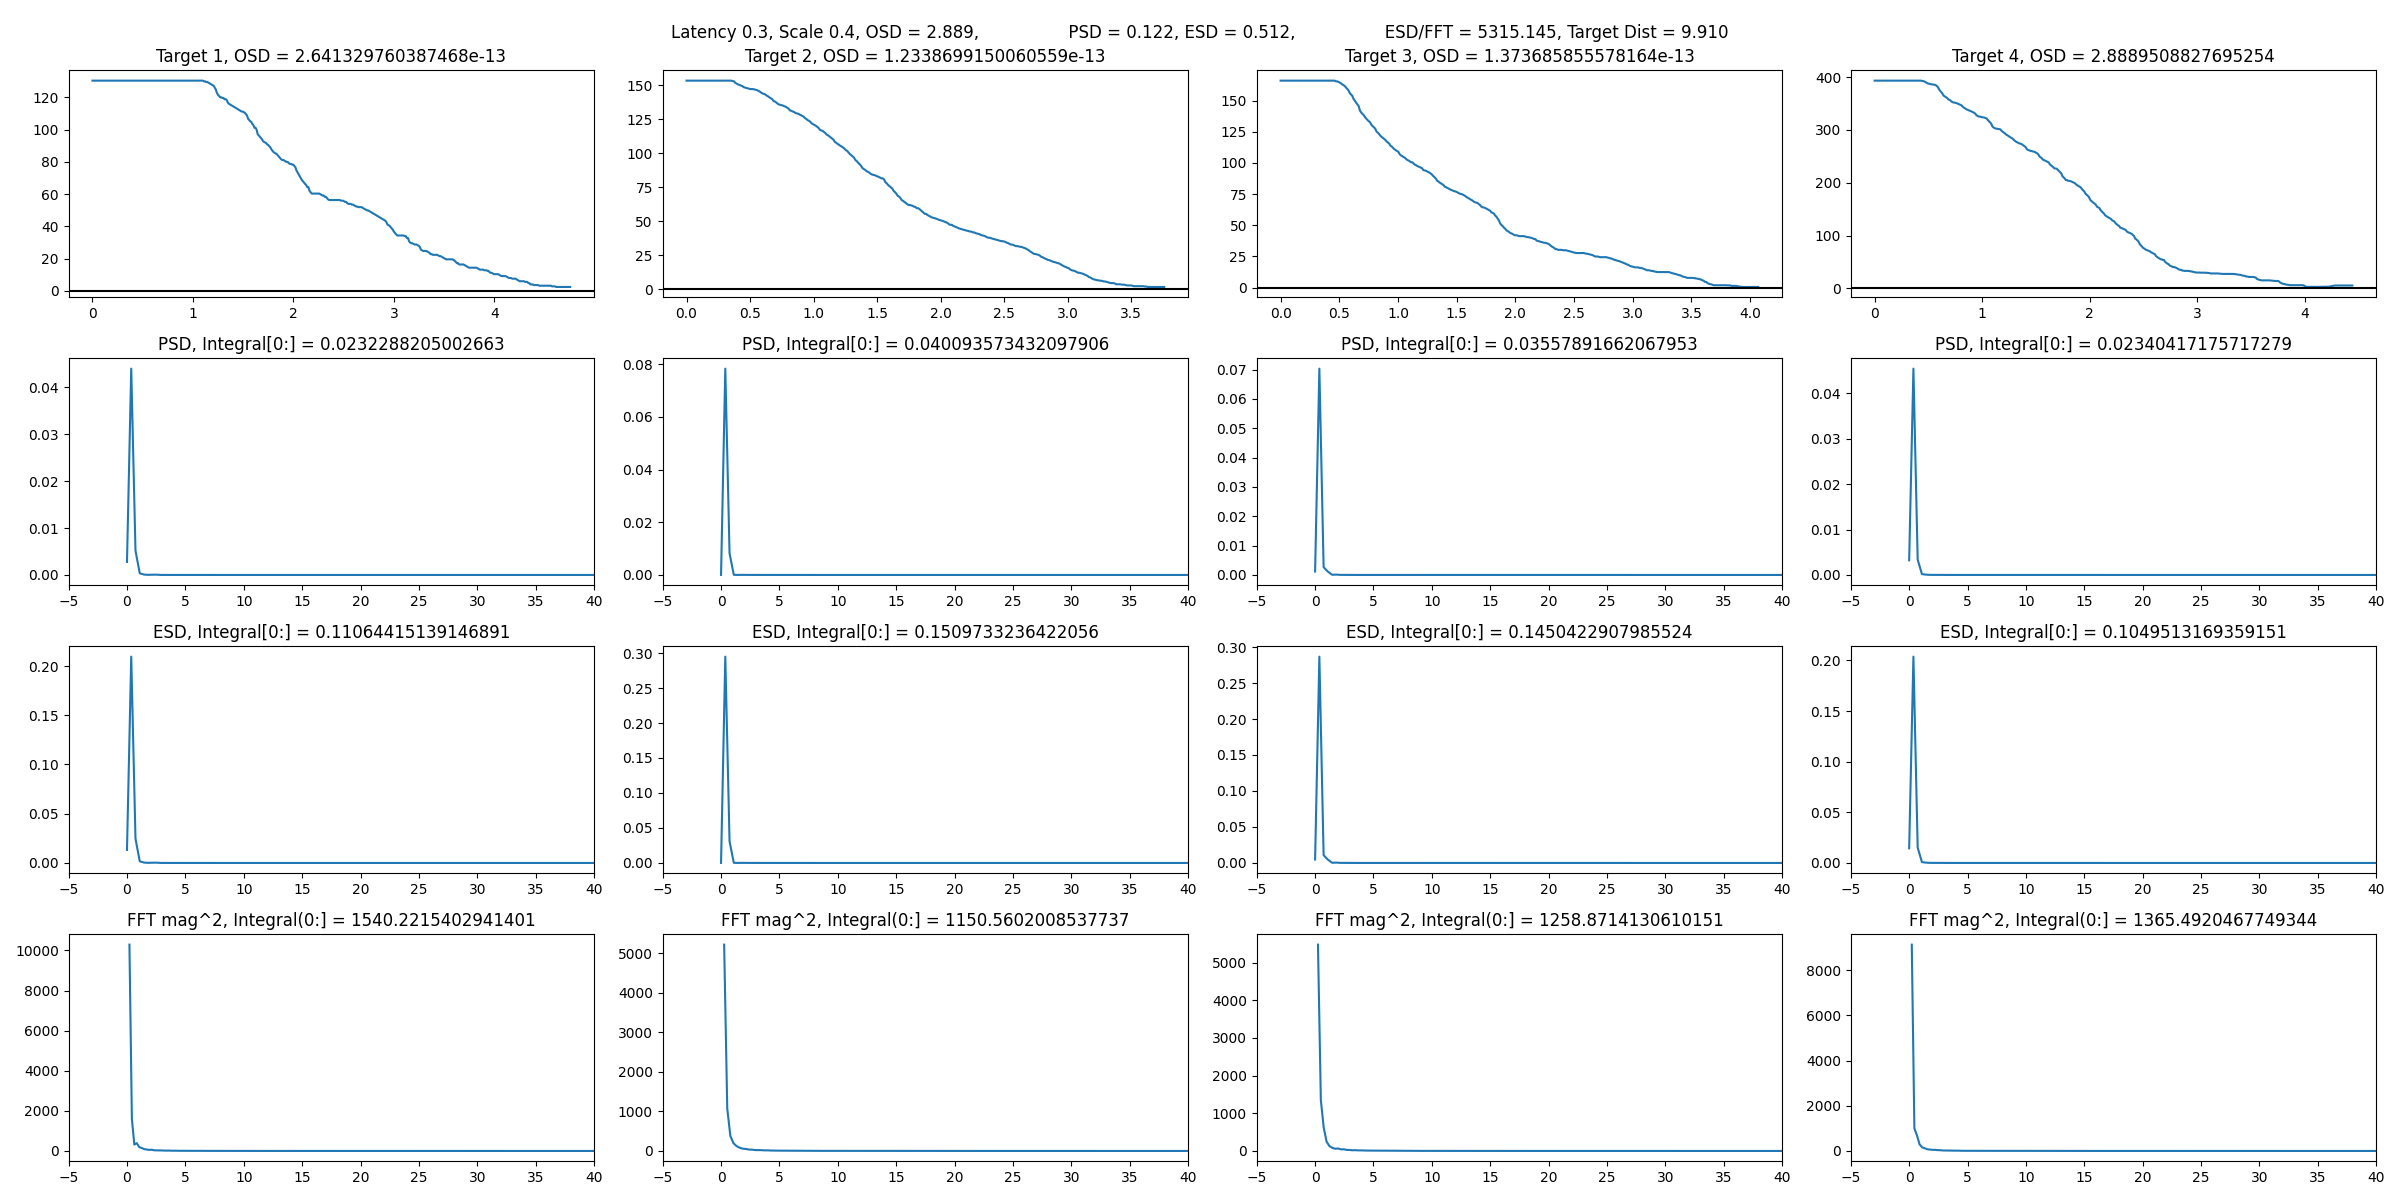 Latency 0.3, Scale 0.4, OSD = 2.889, PSD = 0.122, ESD = 0.512, ESD/FFT = 5315.145, Target Dist = 9.910
Target 1, OSD = 2.641329760387468e-13
Target 2, OSD = 1.2338699150060559e-13
Target 3, OSD = 1.373685855578164e-13
Target 4, OSD = 2.8889508827695254
120
100
80
60
40
20
0
0 1 2 3 4
150
125
100
75
50
25
0
0.0 0.5 1.0 1.5 2.0 2.5 3.0 3.5
150
125
100
75
50
25
0
0.0 0.5 1.0 1.5 2.0 2.5 3.0 3.5 4.0
400
300
200
100
0
0 1 2 3 4
PSD, Integral[0:] = 0.0232288205002663
PSD, Integral[0:] = 0.040093573432097906
PSD, Integral[0:] = 0.03557891662067953
PSD, Integral[0:] = 0.02340417175717279
0.04
0.03
0.02
0.01
0.00
−5 0 5 10 15 20 25 30 35 40
0.08
0.06
0.04
0.02
0.00
−5 0 5 10 15 20 25 30 35 40
0.07
0.06
0.05
0.04
0.03
0.02
0.01
0.00
−5 0 5 10 15 20 25 30 35 40
0.04
0.03
0.02
0.01
0.00
−5 0 5 10 15 20 25 30 35 40
ESD, Integral[0:] = 0.11064415139146891
ESD, Integral[0:] = 0.1509733236422056
ESD, Integral[0:] = 0.1450422907985524
ESD, Integral[0:] = 0.1049513169359151
0.20
0.15
0.10
0.05
0.00
−5 0 5 10 15 20 25 30 35 40
0.30
0.25
0.20
0.15
0.10
0.05
0.00
−5 0 5 10 15 20 25 30 35 40
0.30
0.25
0.20
0.15
0.10
0.05
0.00
−5 0 5 10 15 20 25 30 35 40
0.20
0.15
0.10
0.05
0.00
−5 0 5 10 15 20 25 30 35 40
FFT mag^2, Integral(0:] = 1540.2215402941401
FFT mag^2, Integral(0:] = 1150.5602008537737
FFT mag^2, Integral(0:] = 1258.8714130610151
FFT mag^2, Integral(0:] = 1365.4920467749344
10000
8000
6000
4000
2000
0
−5 0 5 10 15 20 25 30 35 40
5000
4000
3000
2000
1000
0
−5 0 5 10 15 20 25 30 35 40
5000
4000
3000
2000
1000
0
−5 0 5 10 15 20 25 30 35 40
8000
6000
4000
2000
0
−5 0 5 10 15 20 25 30 35 40